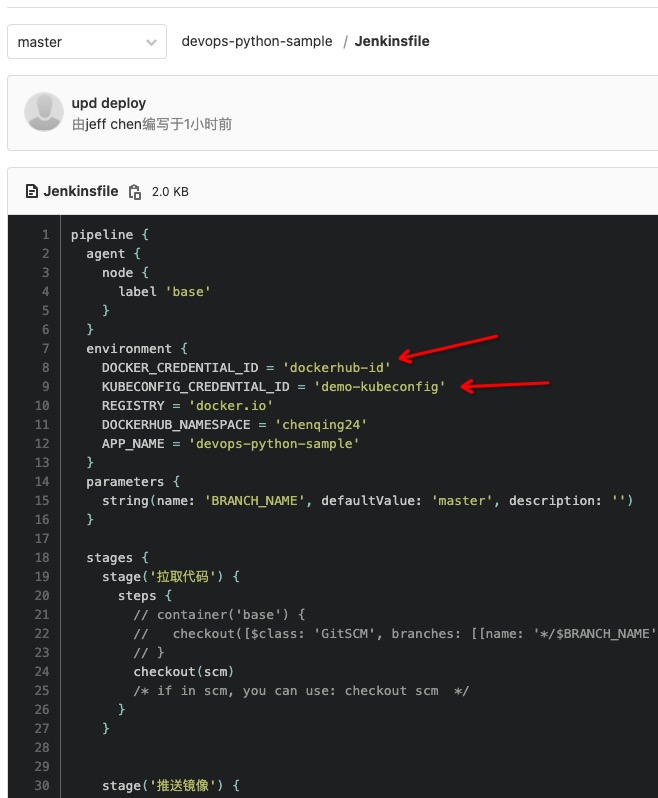 master devops-python-sample / Jenkinsfile
upd deploy
由jeff chen编写于1小时前
Jenkinsfile 2.0 KB
1 pipeline {
2 agent {
3 node {
4 label 'base'
5 }
6 }
7 environment {
8 DOCKER_CREDENTIAL_ID = 'dockerhub-id'
9 KUBECONFIG_CREDENTIAL_ID = 'demo-kubeconfig'
10 REGISTRY = 'docker.io'
11 DOCKERHUB_NAMESPACE = 'chenqing24'
12 APP_NAME = 'devops-python-sample'
13 }
14 parameters {
15 string(name: 'BRANCH_NAME', defaultValue: 'master', description: '')
16 }
17
18 stages {
19 stage('拉取代码') {
20 steps {
21 // container('base') {
22 // checkout([$class: 'GitSCM', branches: [[name: '*/$BRANCH_NAME'
23 // }
24 checkout(scm)
25 /* if in scm, you can use: checkout scm */
26 }
27 }
28
29
30 stage('推送镜像') {